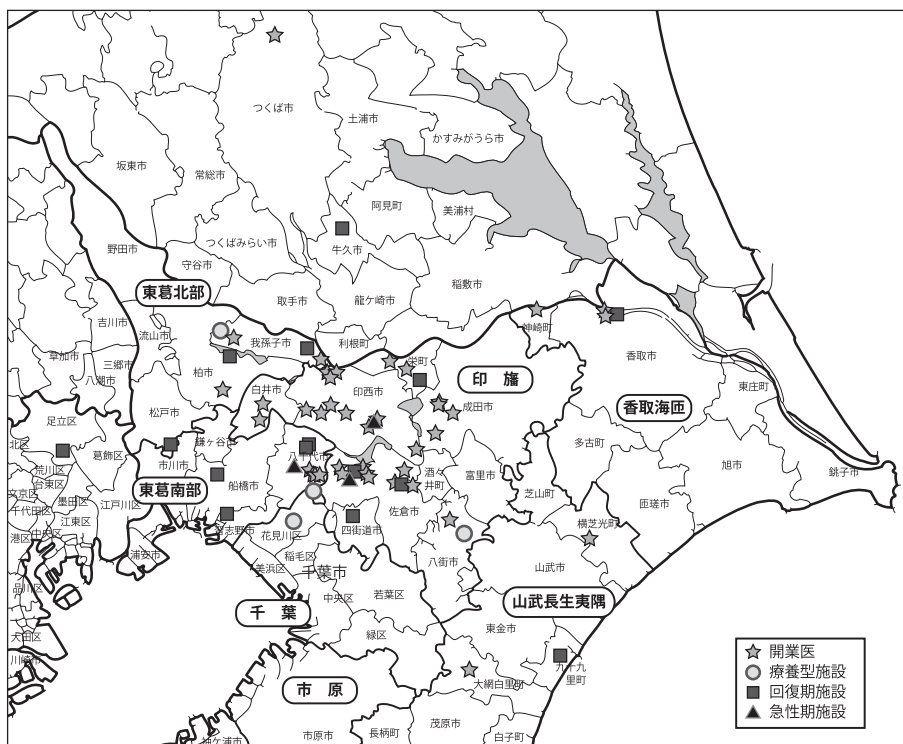 つくば市
土浦市
かすみがうら市
坂東市
常総市
阿見町
美浦村
つくばみらい市
牛久市
野田市
守谷市
稲敷市
東葛北部
取手市
龍ケ崎市
神崎町
吉川市
流山市
我孫子市
利根町
香取市
草加市
三郷市
八潮市
柏市
栄町
印旛
東庄町
白井市
印西市
成田市
香取海匝
松戸市
足立区
鎌ケ谷市
多古町
北区
葛飾区
市川市
八千代市
旭市
銚子市
荒川区
台東区
文京区
墨田区
千代田区
江東区
江戸川区
東葛南部
船橋市
酒々井町
富里市
芝山町
匝瑳市
中央区
港区
習志野市
花見川区
四街道市
佐倉市
横芝光町
浦安市
稲毛区
美浜区
千葉市
八街市
山武市
品川区
中央区
若葉区
千葉
山武長生夷隅
大田区
緑区
東金市
川崎市
九十九里町
市原
大網白里町
袖ケ浦市
市原市
長柄町
茂原市
白子町
開業医
療養型施設
回復期施設
急性期施設